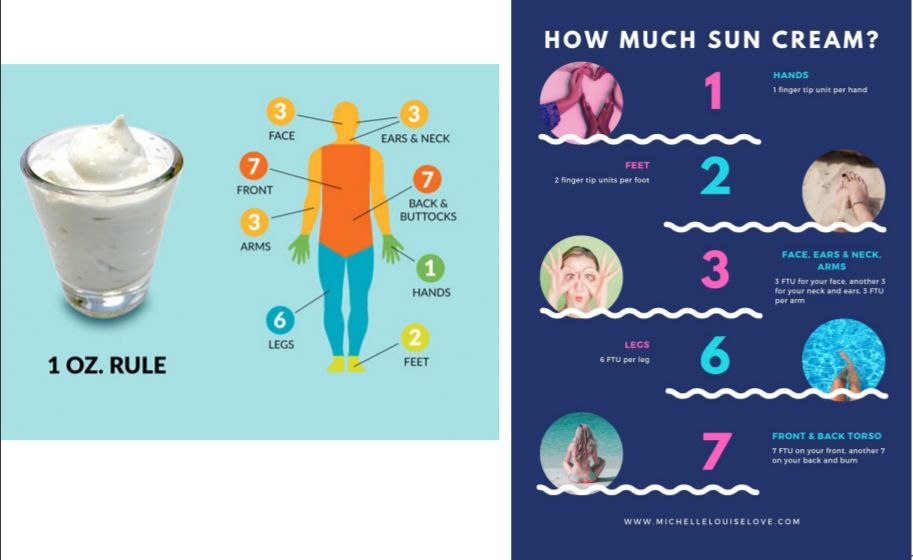 3
FACE
3
EARS & NECK
7
FRONT
7
BACK &
BUTTOCKS
3
ARMS
1
HANDS
6
LEGS
2
FEET
1 OZ. RULE
HOW MUCH SUN CREAM?
1
HANDS
1 finger tip unit per hand
FEET
2 finger tip units per foot
2
3
FACE, EARS & NECK,
ARMS
3 FTU for your face, another 3
for your neck and ears, 3 FTU
per arm
LEGS
6 FTU per leg
6
7
FRONT & BACK TORSO
7 FTU on your front, another 7
on your back and bum
WWW.MICHELLELOUISELOVE.COM